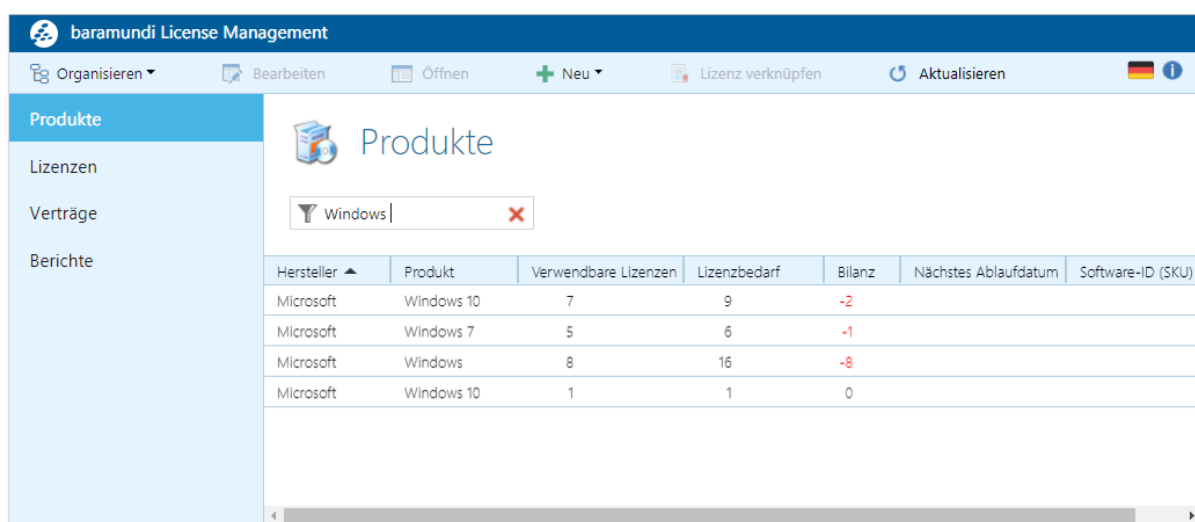 baramundi License Management
Organisieren Bearbeiten Öffnen Neu Lizenz verknüpfen Aktualisieren
Produkte
Lizenzen
Verträge
Berichte
Produkte
Windows
Hersteller Produkt Verwendbare Lizenzen Lizenzbedarf Bilanz Nächstes Ablaufdatum Software-ID (SKU)
Microsoft Windows 10 7 9 -2
Microsoft Windows 7 5 6 -1
Microsoft Windows 8 16 -8
Microsoft Windows 10 1 1 0